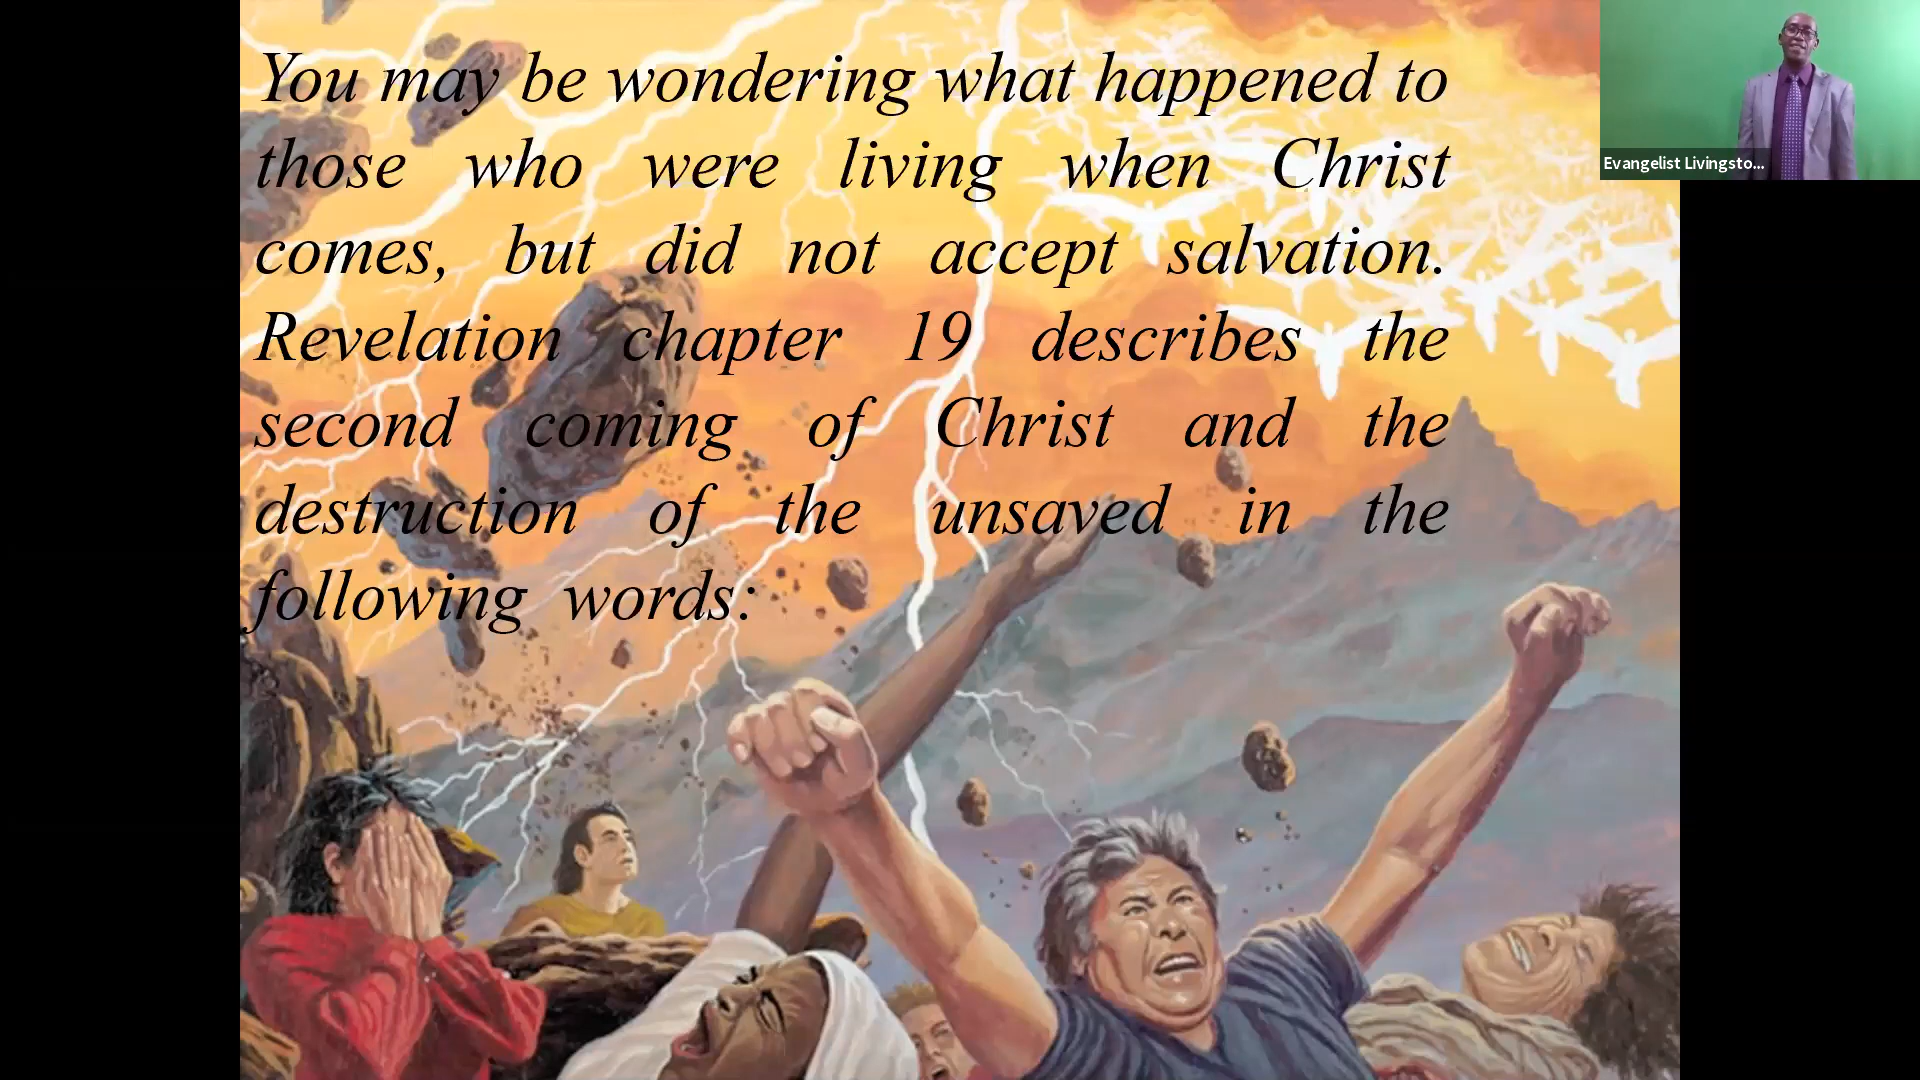 You may be wondering what happened to
those who were living when Christ
comes, but did not accept salvation.
Revelation chapter 19 describes the
second coming of Christ and the
destruction of the unsaved in the
following words:
Evangelist Livingsto...